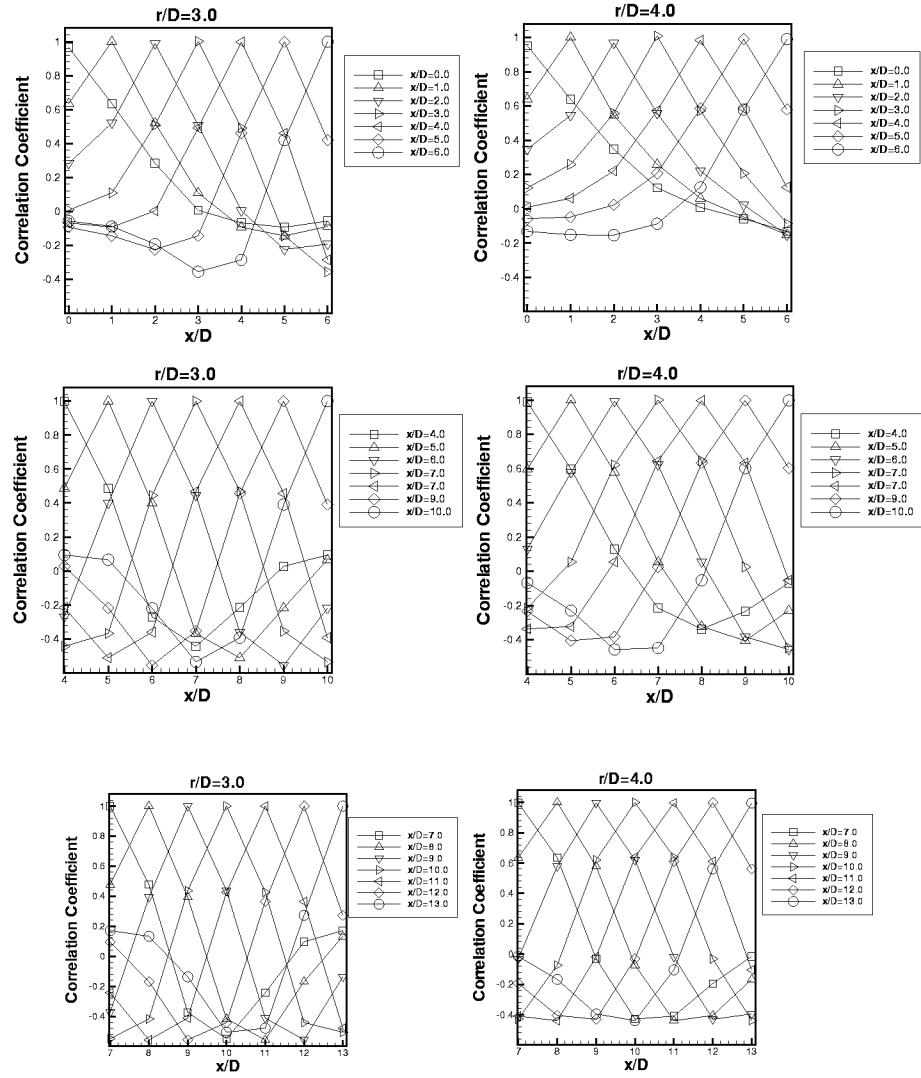 r/D=3.0
Correlation Coefficient
1
0.8
0.6
0.4
0.2
0
-0.2
-0.4
0 1 2 3 4 5 6
x/D
x/D=0.0
x/D=1.0
x/D=2.0
x/D=3.0
x/D=4.0
x/D=5.0
x/D=6.0
r/D=4.0
Correlation Coefficient
1
0.8
0.6
0.4
0.2
0
-0.2
-0.4
0 1 2 3 4 5 6
x/D
x/D=0.0
x/D=1.0
x/D=2.0
x/D=3.0
x/D=4.0
x/D=5.0
x/D=6.0
r/D=3.0
Correlation Coefficient
1
0.8
0.6
0.4
0.2
0
-0.2
-0.4
4 5 6 7 8 9 10
x/D
x/D=4.0
x/D=5.0
x/D=6.0
x/D=7.0
x/D=7.0
x/D=9.0
x/D=10.0
r/D=4.0
Correlation Coefficient
1
0.8
0.6
0.4
0.2
0
-0.2
-0.4
4 5 6 7 8 9 10
x/D
x/D=4.0
x/D=5.0
x/D=6.0
x/D=7.0
x/D=7.0
x/D=9.0
x/D=10.0
r/D=3.0
Correlation Coefficient
1
0.8
0.6
0.4
0.2
0
-0.2
-0.4
7 8 9 10 11 12 13
x/D
x/D=7.0
x/D=8.0
x/D=9.0
x/D=10.0
x/D=11.0
x/D=12.0
x/D=13.0
r/D=4.0
Correlation Coefficient
1
0.8
0.6
0.4
0.2
0
-0.2
-0.4
7 8 9 10 11 12 13
x/D
x/D=7.0
x/D=8.0
x/D=9.0
x/D=10.0
x/D=11.0
x/D=12.0
x/D=13.0